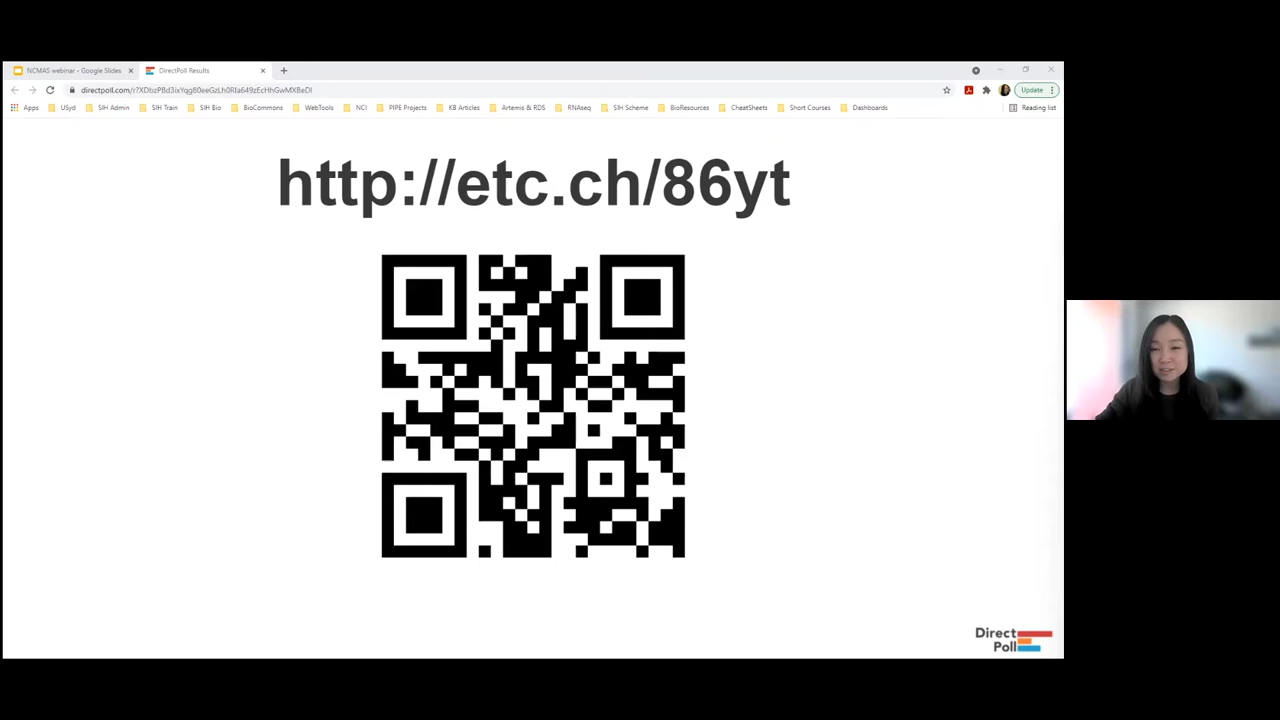 NCMAS webinar - Google Slides
DirectPoll Results
Update
Apps USyd SIH Admin SIH Train SIH Bio BioCommons WebTools NCI PIPE Projects KB Articles Artemis & RDS RNAseq SIH Scheme BioResources CheatSheets Short Courses Dashboards Reading list
http://etc.ch/86yt
Direct
Poll